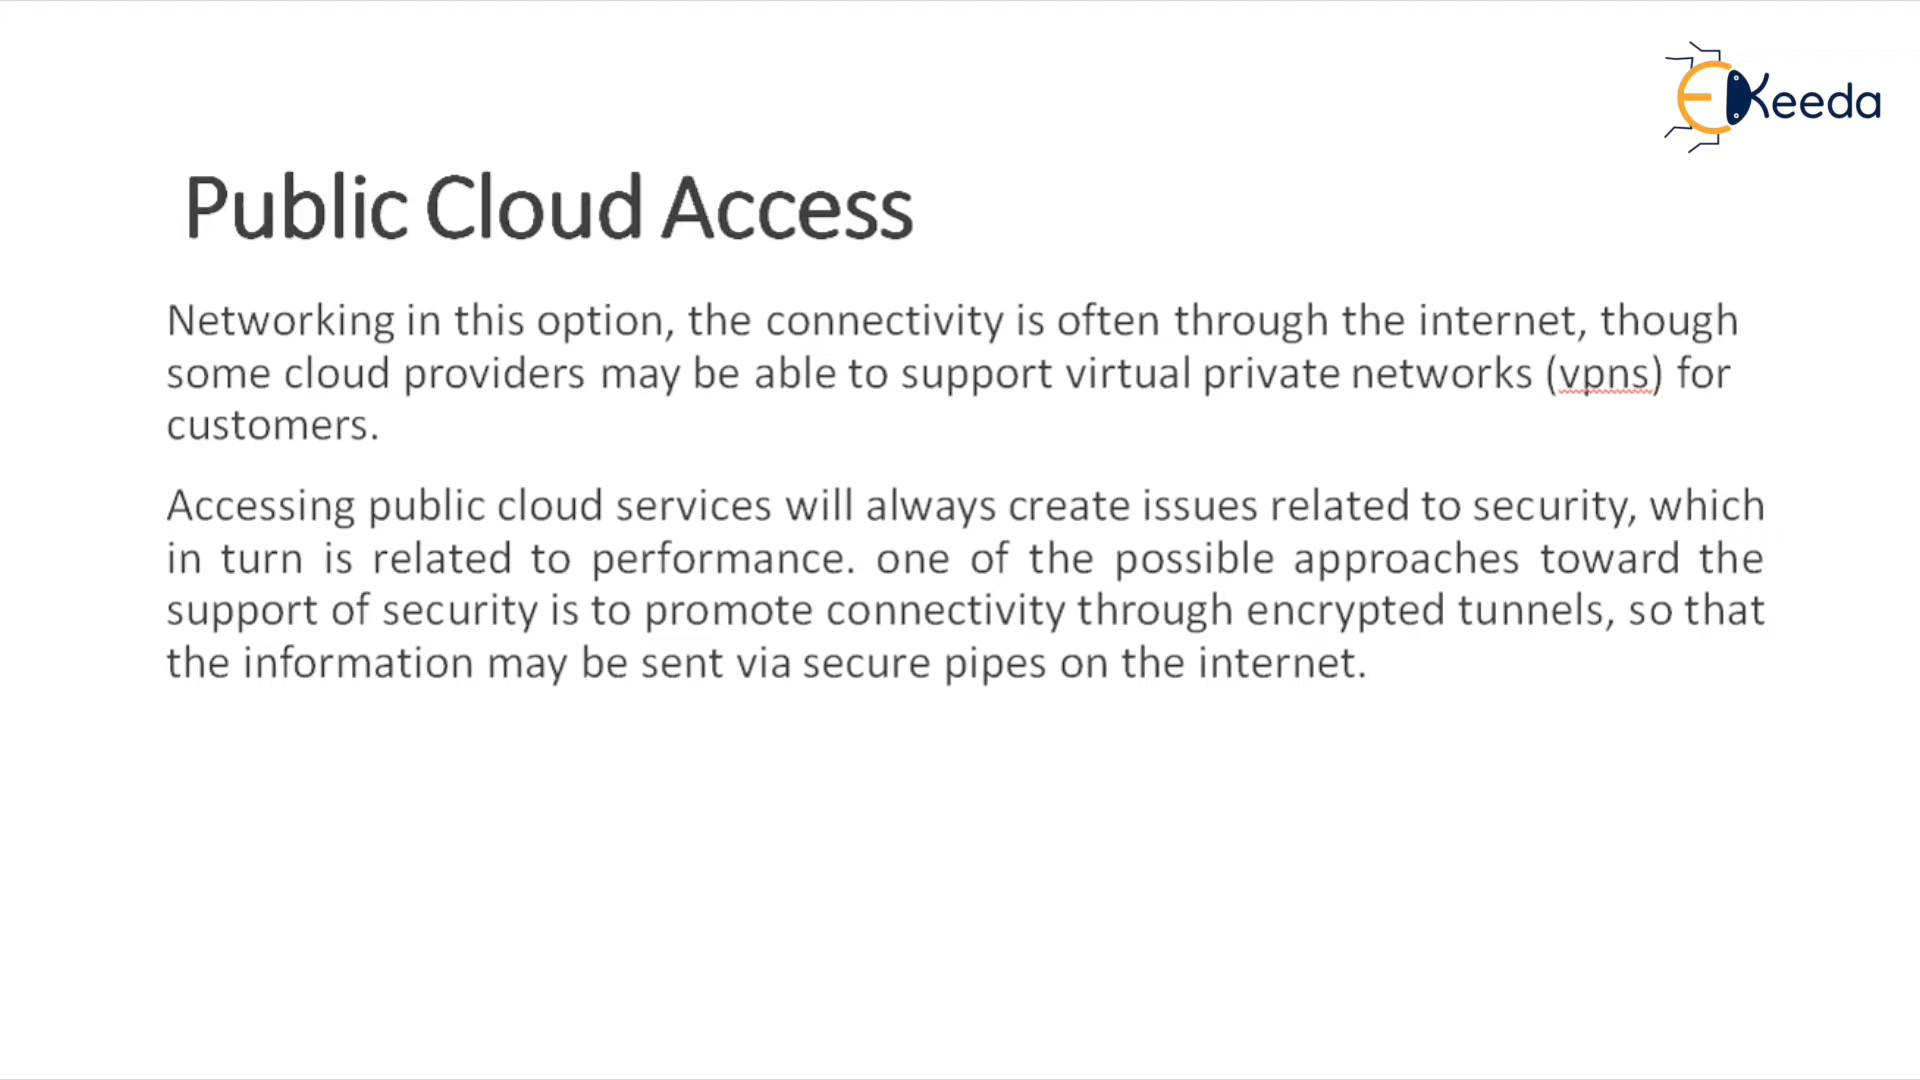 EKeeda
Public Cloud Access
Networking in this option, the connectivity is often through the internet, though
some cloud providers may be able to support virtual private networks (vpns) for
customers.
Accessing public cloud services will always create issues related to security, which
in turn is related to performance. one of the possible approaches toward the
support of security is to promote connectivity through encrypted tunnels, so that
the information may be sent via secure pipes on the internet.